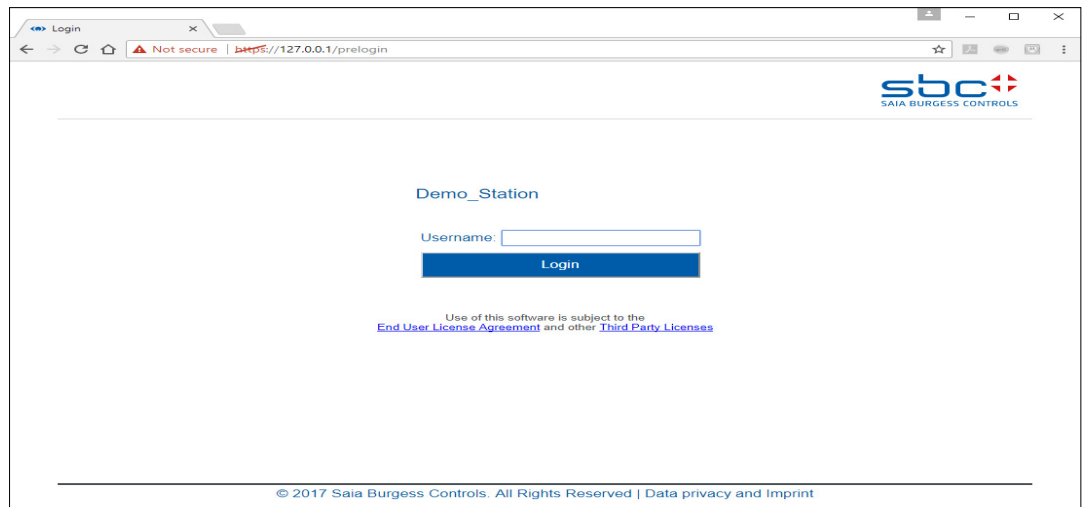 Login
Not secure | https://127.0.0.1/prelogin
sbc
SAIA BURGESS CONTROLS
Demo_Station
Username:
Login
Use of this software is subject to the
End User License Agreement and other Third Party Licenses
© 2017 Saia Burgess Controls. All Rights Reserved | Data privacy and Imprint